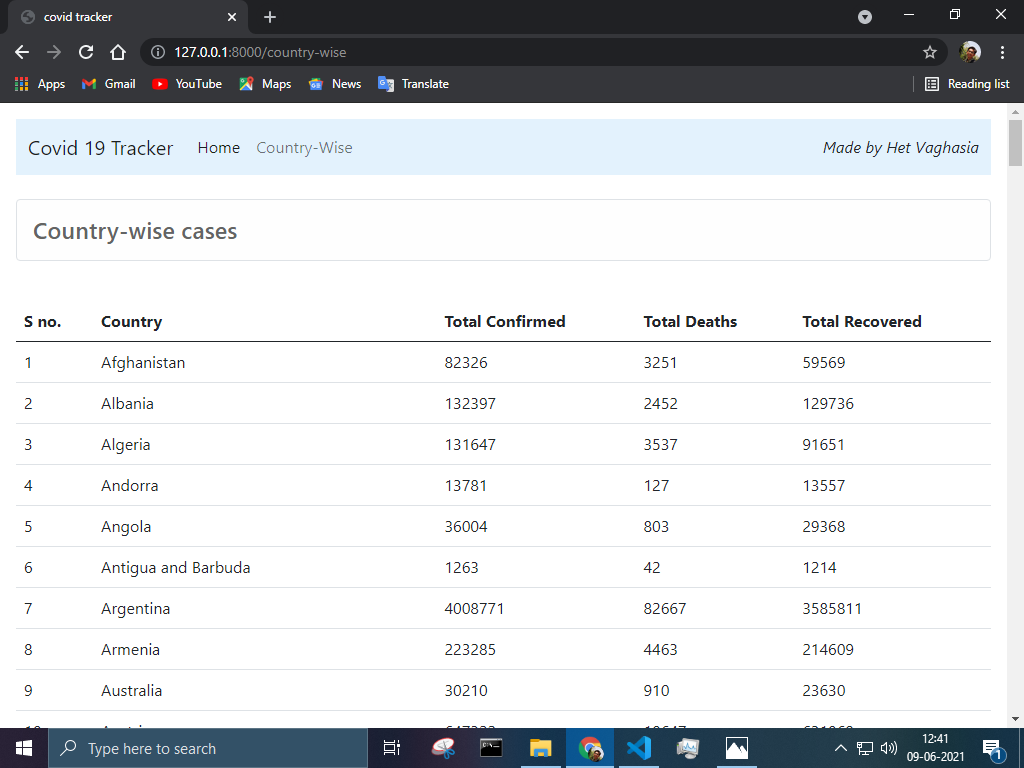 covid tracker
127.0.0.1:8000/country-wise
Apps Gmail YouTube Maps News Translate Reading list
Covid 19 Tracker Home Country-Wise Made by Het Vaghasia
Country-wise cases
S no. Country Total Confirmed Total Deaths Total Recovered
1 Afghanistan 82326 3251 59569
2 Albania 132397 2452 129736
3 Algeria 131647 3537 91651
4 Andorra 13781 127 13557
5 Angola 36004 803 29368
6 Antigua and Barbuda 1263 42 1214
7 Argentina 4008771 82667 3585811
8 Armenia 223285 4463 214609
9 Australia 30210 910 23630
Type here to search
12:41
09-06-2021
1